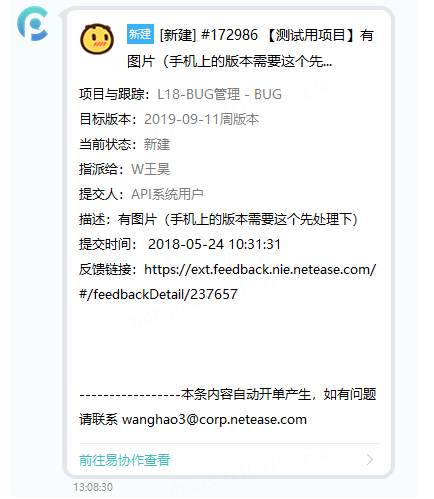 新建 [新建] #172986 【测试用项目】有
图片（手机上的版本需要这个先...
项目与跟踪：L18-BUG管理 - BUG
目标版本：2019-09-11周版本
当前状态：新建
指派给：W王昊
提交人：API系统用户
描述：有图片（手机上的版本需要这个先处理下）
提交时间： 2018-05-24 10:31:31
反馈链接：https://ext.feedback.nie.netease.com/
#/feedbackDetail/237657
-----------------本条内容自动开单产生，如有问题
请联系 wanghao3@corp.netease.com
前往易协作查看
13:08:30